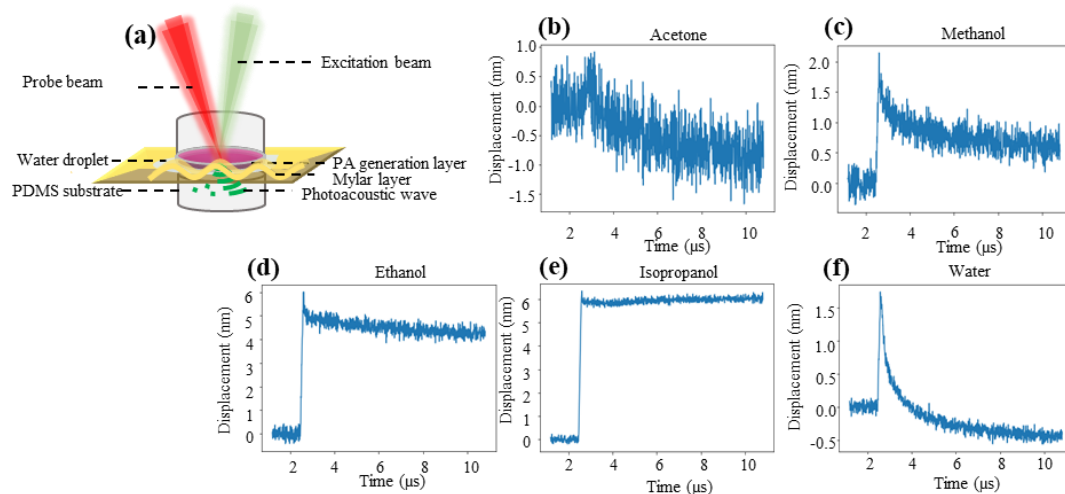 (a)
Probe beam
Excitation beam
Water droplet
PA generation layer
Mylar layer
PDMS substrate
Photoacoustic wave
(b)
Acetone
Displacement (nm)
1.0
0.5
0.0
-0.5
-1.0
-1.5
2 4 6 8 10
Time (µs)
(c)
Methanol
Displacement (nm)
2.0
1.5
1.0
0.5
0.0
2 4 6 8 10
Time (µs)
(d)
Ethanol
Displacement (nm)
6
5
4
3
2
1
0
2 4 6 8 10
Time (µs)
(e)
Isopropanol
Displacement (nm)
6
5
4
3
2
1
0
2 4 6 8 10
Time (µs)
(f)
Water
Displacement (nm)
1.5
1.0
0.5
0.0
-0.5
2 4 6 8 10
Time (µs)